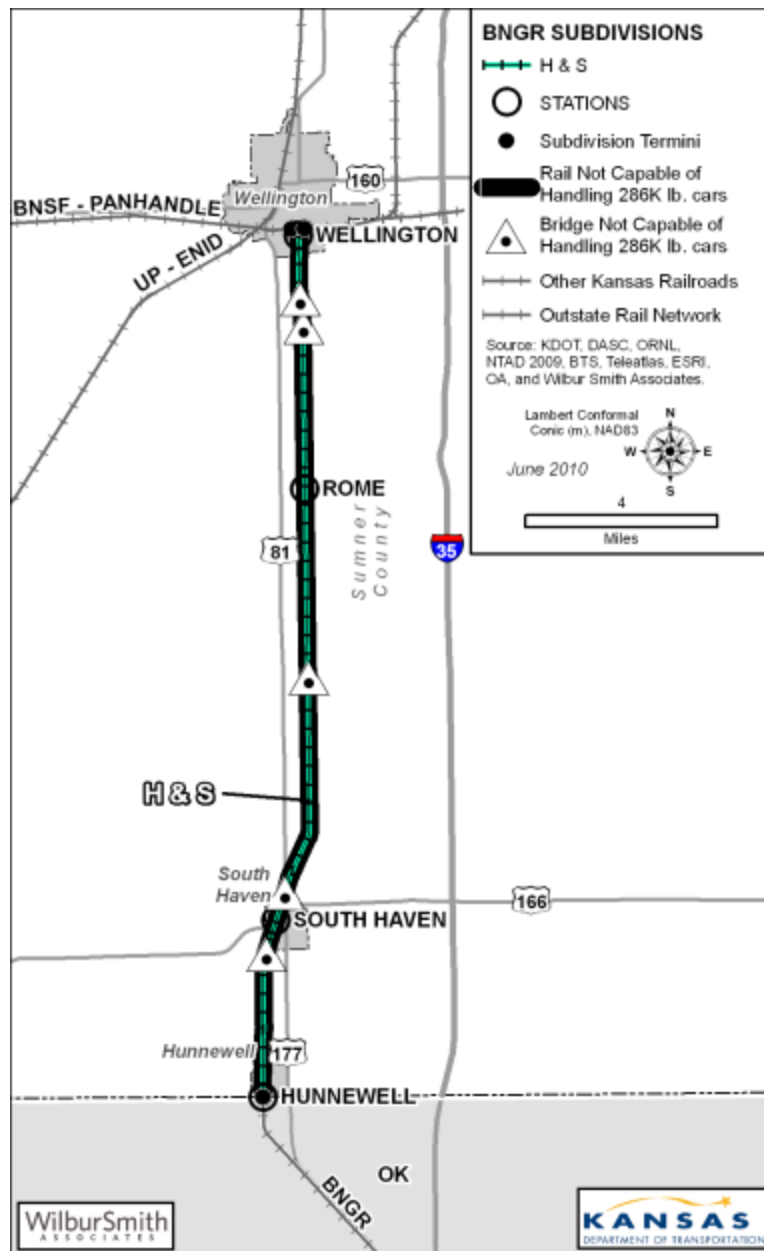 BNGR SUBDIVISIONS
H & S
STATIONS
Subdivision Termini
Rail Not Capable of
Handling 286K lb. cars
Bridge Not Capable of
Handling 286K lb. cars
Other Kansas Railroads
Outstate Rail Network
Source: KDOT, DASC, ORNL,
NTAD 2009, BTS, Teleatlas, ESRI,
OA, and Wilbur Smith Associates.
Lambert Conformal
Conic (m), NAD83
June 2010
N
W
E
S
4
Miles
160
Wellington
BNSF - PANHANDLE
WELLINGTON
UP - ENID
ROME
81
Sumner
County
35
H & S
South
Haven
166
SOUTH HAVEN
Hunnewell
177
HUNNEWELL
OK
BNGR
WilburSmith
ASSOCIATES
KANSAS
DEPARTMENT OF TRANSPORTATION